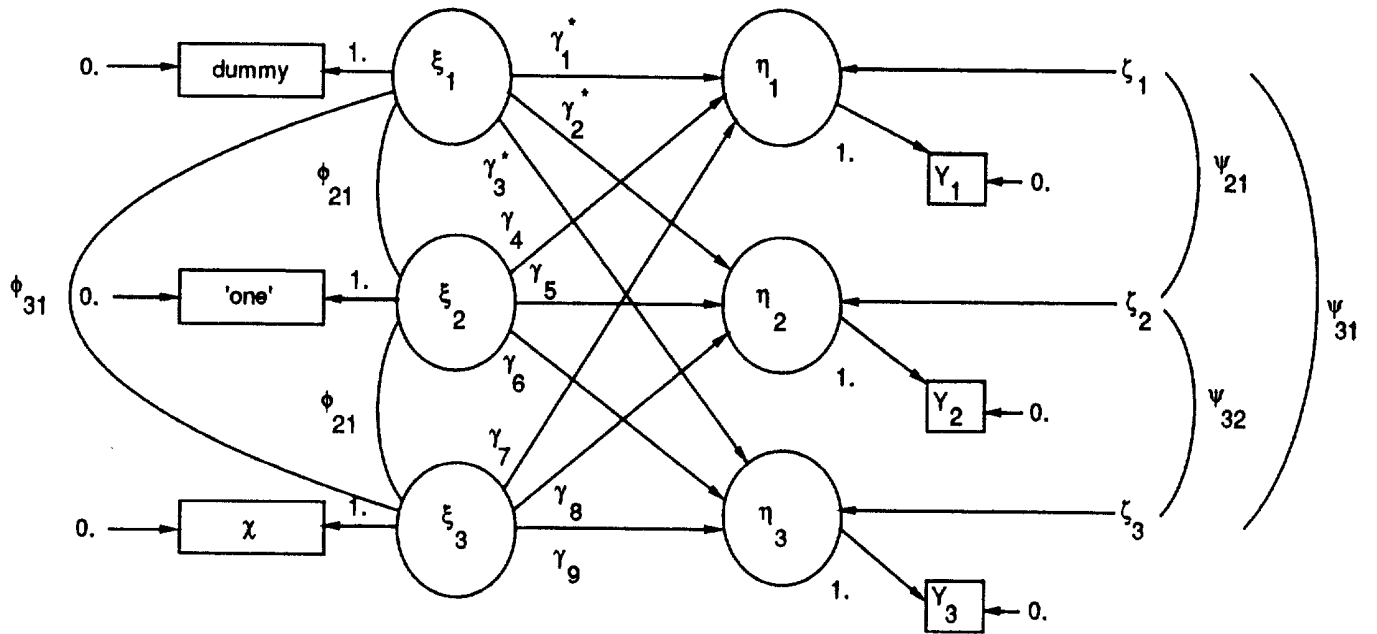 0. dummy 1. ξ1 γ1* η1 ζ1
γ2*
1. Y1 0.
γ3*
ϕ21 ψ21
γ4
ϕ31 0. 'one' 1. ξ2 γ5 η2 ζ2 ψ31
γ6
1. Y2 0.
ϕ21 ψ32
γ7
γ8
0. χ 1. ξ3 γ9 η3 ζ3
1. Y3 0.